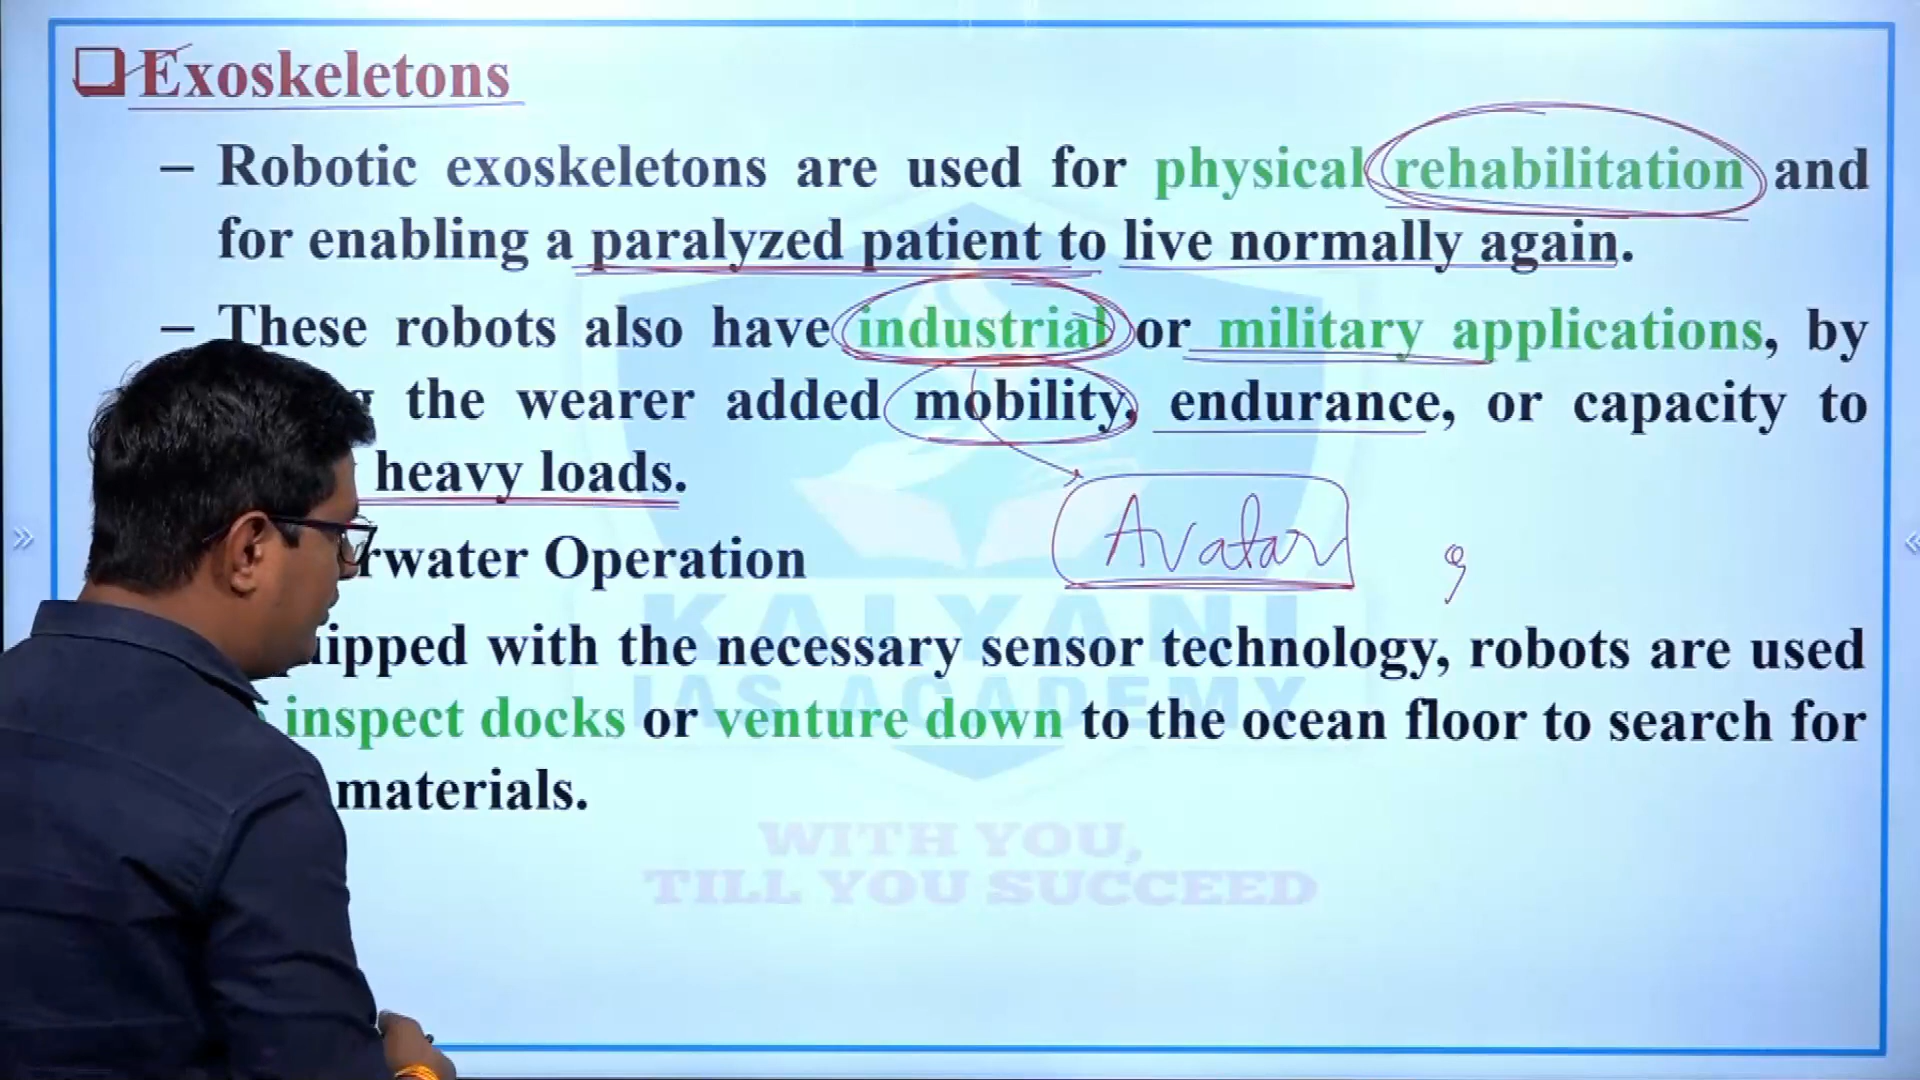 Exoskeletons
– Robotic exoskeletons are used for physical rehabilitation and
for enabling a paralyzed patient to live normally again.
– These robots also have industrial or military applications, by
the wearer added mobility, endurance, or capacity to
heavy loads.
rwater Operation
Avatar
uipped with the necessary sensor technology, robots are used
inspect docks or venture down to the ocean floor to search for
materials.
KALYANI
IAS ACADEMY
WITH YOU,
TILL YOU SUCCEED